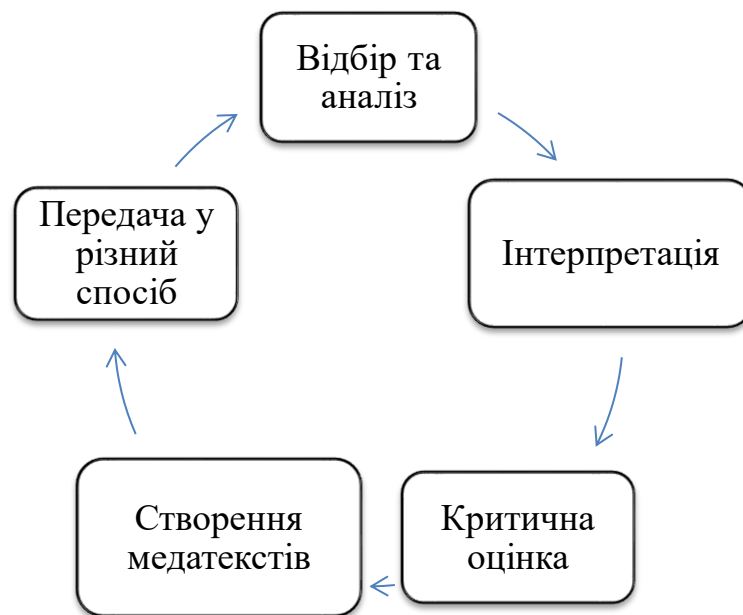 Відбір та
аналіз
Інтерпретація
Критична
оцінка
Створення
медатекстів
Передача у
різний
спосіб